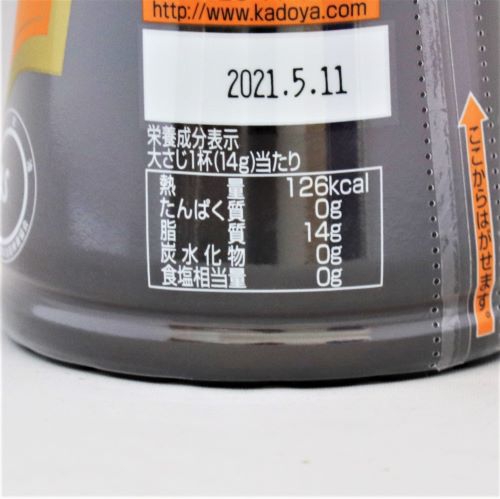 http://www.kadoya.com/
2021.5.11
栄養成分表示
大さじ1杯(14g)当たり
熱量 126kcal
たんぱく質 0g
脂質 14g
炭水化物 0g
食塩相当量 0g
ここからはがせます。